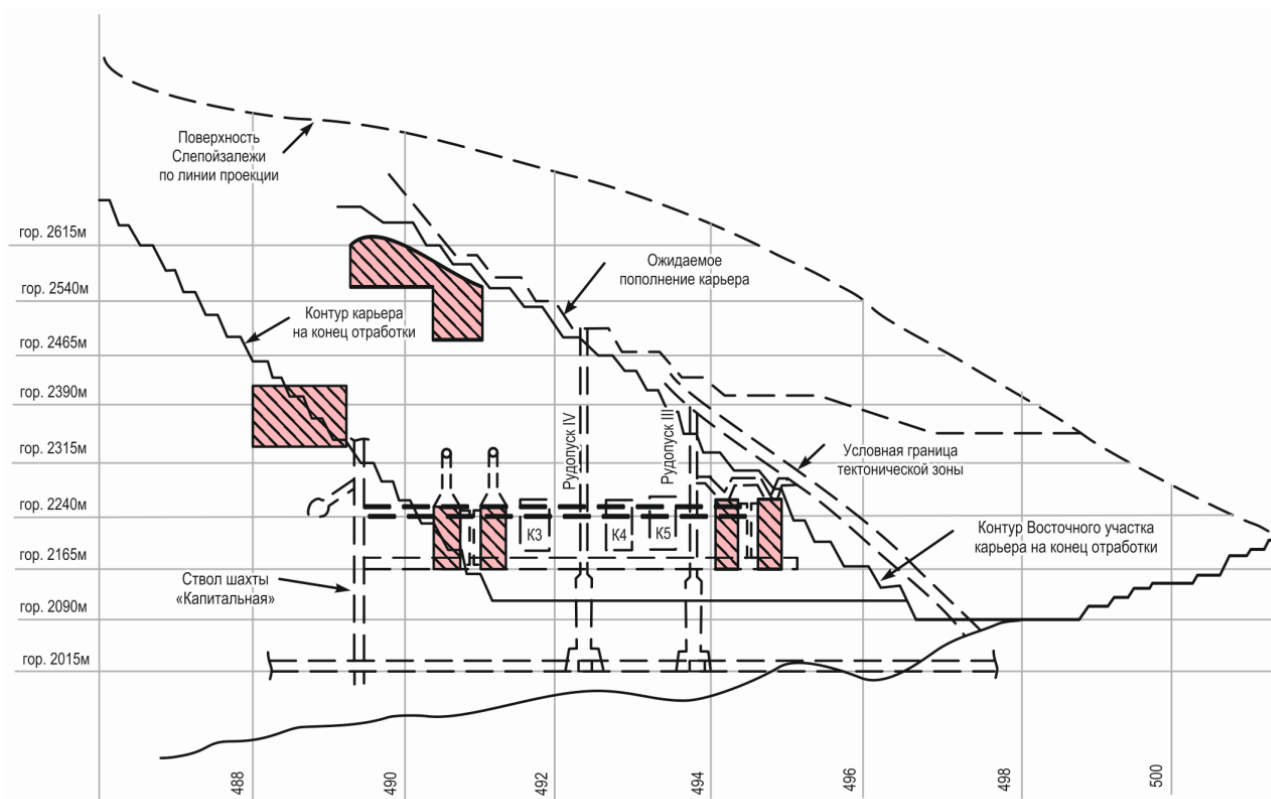 Поверхность
Слепойзалежи
по линии проекции
гор. 2615м
Ожидаемое
пополнение карьера
гор. 2540м
Контур карьера
на конец отработки
гор. 2465м
гор. 2390м
Рудопуск IV
Рудопуск III
гор. 2315м
Условная граница
тектонической зоны
гор. 2240м
К3
К4
К5
Контур Восточного участка
карьера на конец отработки
гор. 2165м
Ствол шахты
«Капитальная»
гор. 2090м
гор. 2015м
488
490
492
494
496
498
500